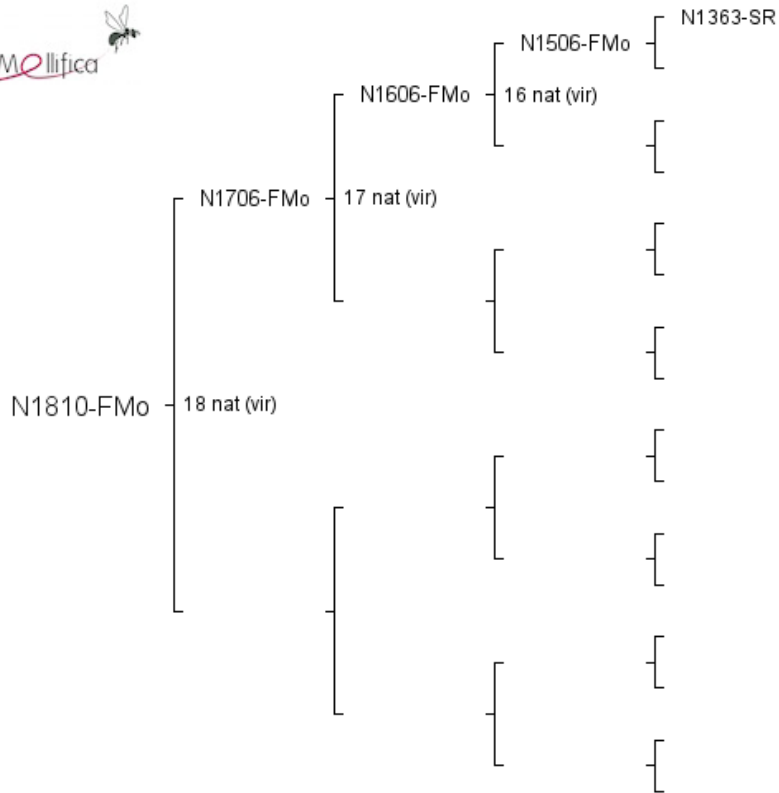 Mellifica
N1363-SR
N1506-FMo
N1606-FMo
16 nat (vir)
N1706-FMo
17 nat (vir)
N1810-FMo
18 nat (vir)